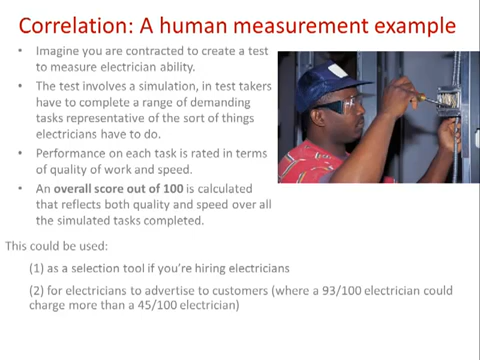 Correlation: A human measurement example
• Imagine you are contracted to create a test
to measure electrician ability.
• The test involves a simulation, in test takers
have to complete a range of demanding
tasks representative of the sort of things
electricians have to do.
• Performance on each task is rated in terms
of quality of work and speed.
• An overall score out of 100 is calculated
that reflects both quality and speed over all
the simulated tasks completed.
This could be used:
(1) as a selection tool if you're hiring electricians
(2) for electricians to advertise to customers (where a 93/100 electrician could
charge more than a 45/100 electrician)